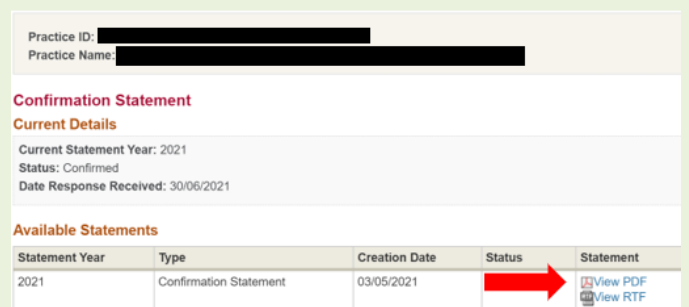 Practice ID:
Practice Name:
Confirmation Statement
Current Details
Current Statement Year: 2021
Status: Confirmed
Date Response Received: 30/06/2021
Available Statements
Statement Year Type Creation Date Status Statement
2021 Confirmation Statement 03/05/2021 View PDF
View RTF